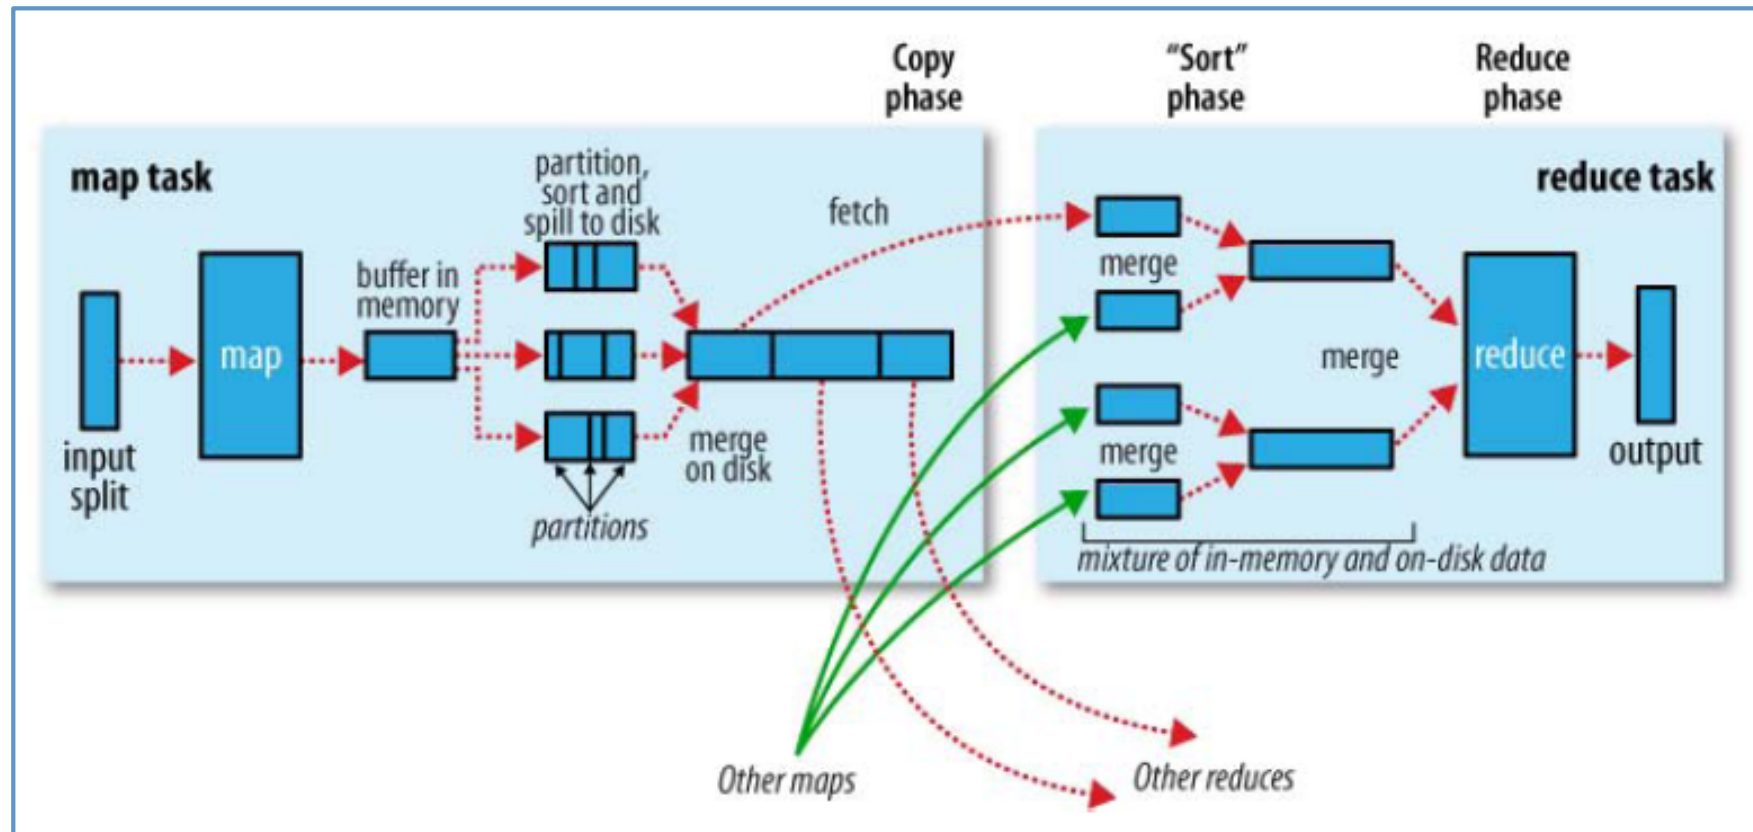 Copy
phase
“Sort”
phase
Reduce
phase
map task
partition,
sort and
spill to disk
fetch
reduce task
buffer in
memory
merge
map
merge
reduce
input
split
merge
on disk
merge
output
partitions
mixture of in-memory and on-disk data
Other maps
Other reduces